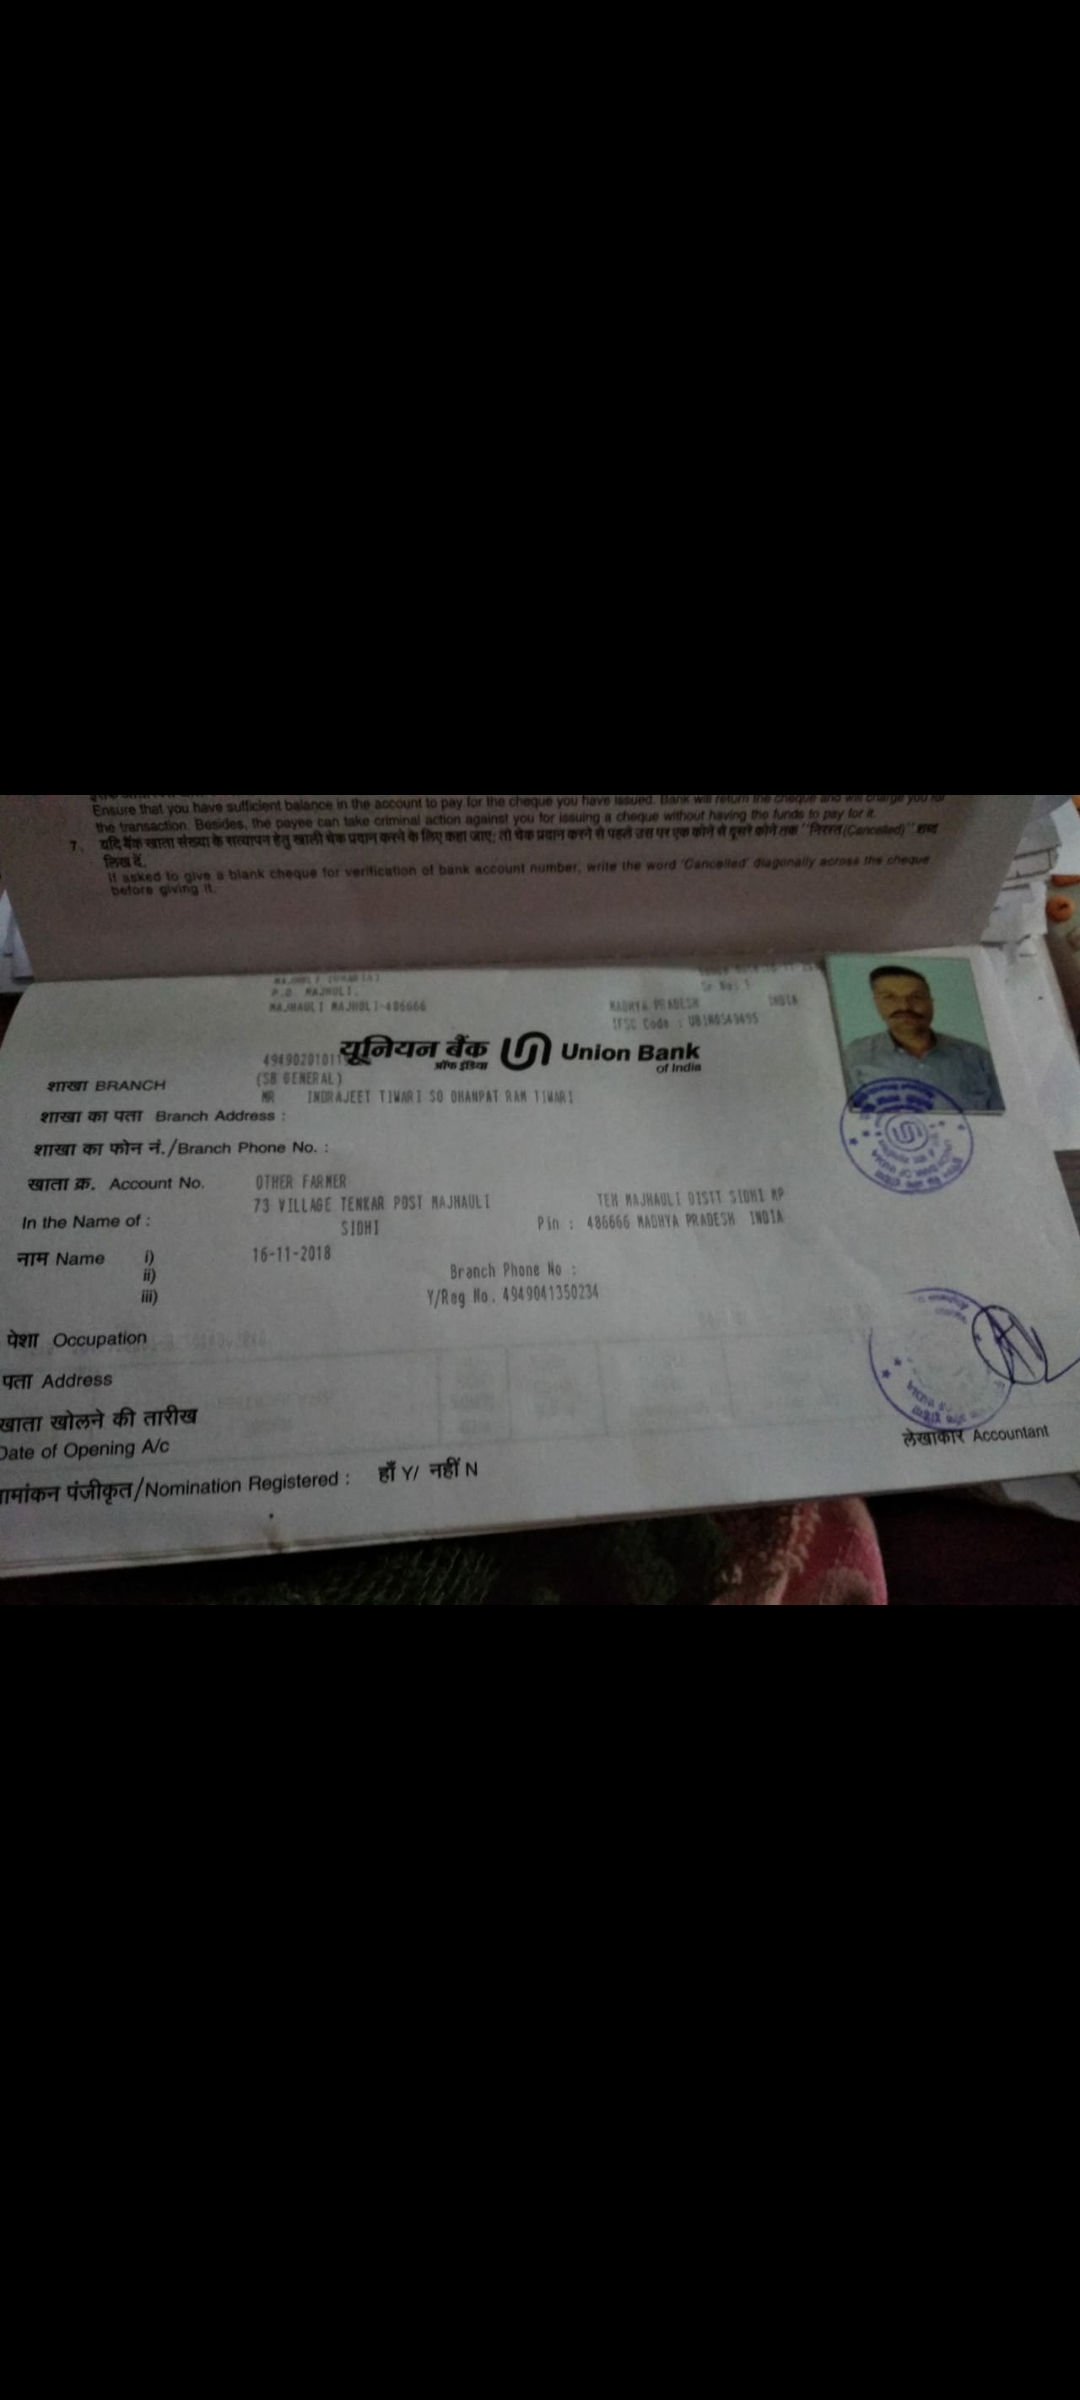 Ensure that you have sufficient balance in the account to pay for the cheque you have issued. Bank will return the cheque and will charge you for
the transaction. Besides, the payee can take criminal action against you for issuing a cheque without having the funds to pay for it.
7. यदि बैंक खाता संख्या के सत्यापन हेतु खाली चेक प्रदान करने के लिए कहा जाए; तो चेक प्रदान करने से पहले उस पर एक कोने से दूसरे कोने तक "निरस्त (Cancelled)" शब्द
लिख दें.
If asked to give a blank cheque for verification of bank account number, write the word 'Cancelled' diagonally across the cheque
before giving it.
P.O. MAJHULI,
MAJHAULI MAJHULI-486666
MADHYA PRADESH INDIA
IFSC Code :
यूनियन बैंक Union Bank
ऑफ इंडिया of India
शाखा BRANCH
(SB GENERAL)
MR INDRAJEET TIWARI SO DHANPAT RAM TIWARI
शाखा का पता Branch Address :
शाखा का फोन नं./Branch Phone No. :
खाता क्र. Account No.
OTHER FARMER
73 VILLAGE TENKAR POST MAJHAULI TEH MAJHAULI DISTT SIDHI MP
In the Name of :
SIDHI Pin : 486666 MADHYA PRADESH INDIA
नाम Name i)
16-11-2018
ii)
Branch Phone No :
iii)
Y/Reg No. 4949041350234
पेशा Occupation
पता Address
खाता खोलने की तारीख
Date of Opening A/c
लेखाकार Accountant
नामांकन पंजीकृत/Nomination Registered : हाँ Y/ नहीं N